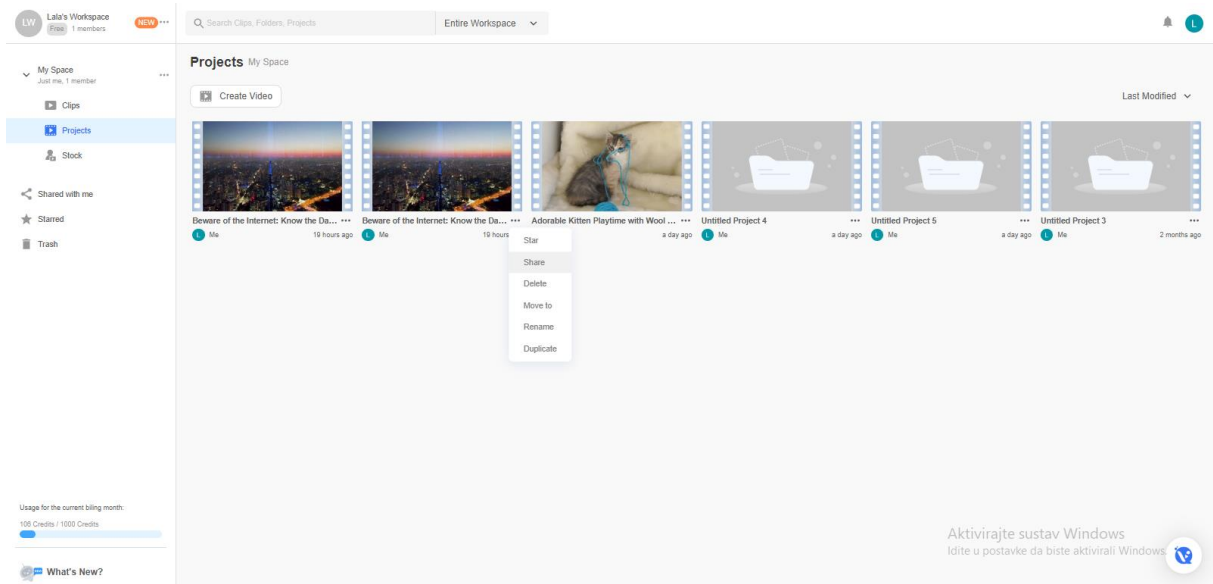 LW
Lala's Workspace
Free 1 members
NEW
Search Clips, Folders, Projects
Entire Workspace
L
My Space
Just me, 1 member
Clips
Projects
Stock
Shared with me
Starred
Trash
Projects My Space
Create Video
Last Modified
Beware of the Internet: Know the Da... Beware of the Internet: Know the Da... Adorable Kitten Playtime with Wool ... Untitled Project 4 Untitled Project 5 Untitled Project 3
L Me 19 hours ago L Me 19 hours a day ago L Me a day ago L Me a day ago L Me 2 months ago
Star
Share
Delete
Move to
Rename
Duplicate
Usage for the current biling month:
108 Credits / 1000 Credits
What's New?
Aktivirajte sustav Windows
Idite u postavke da biste aktivirali Windows.